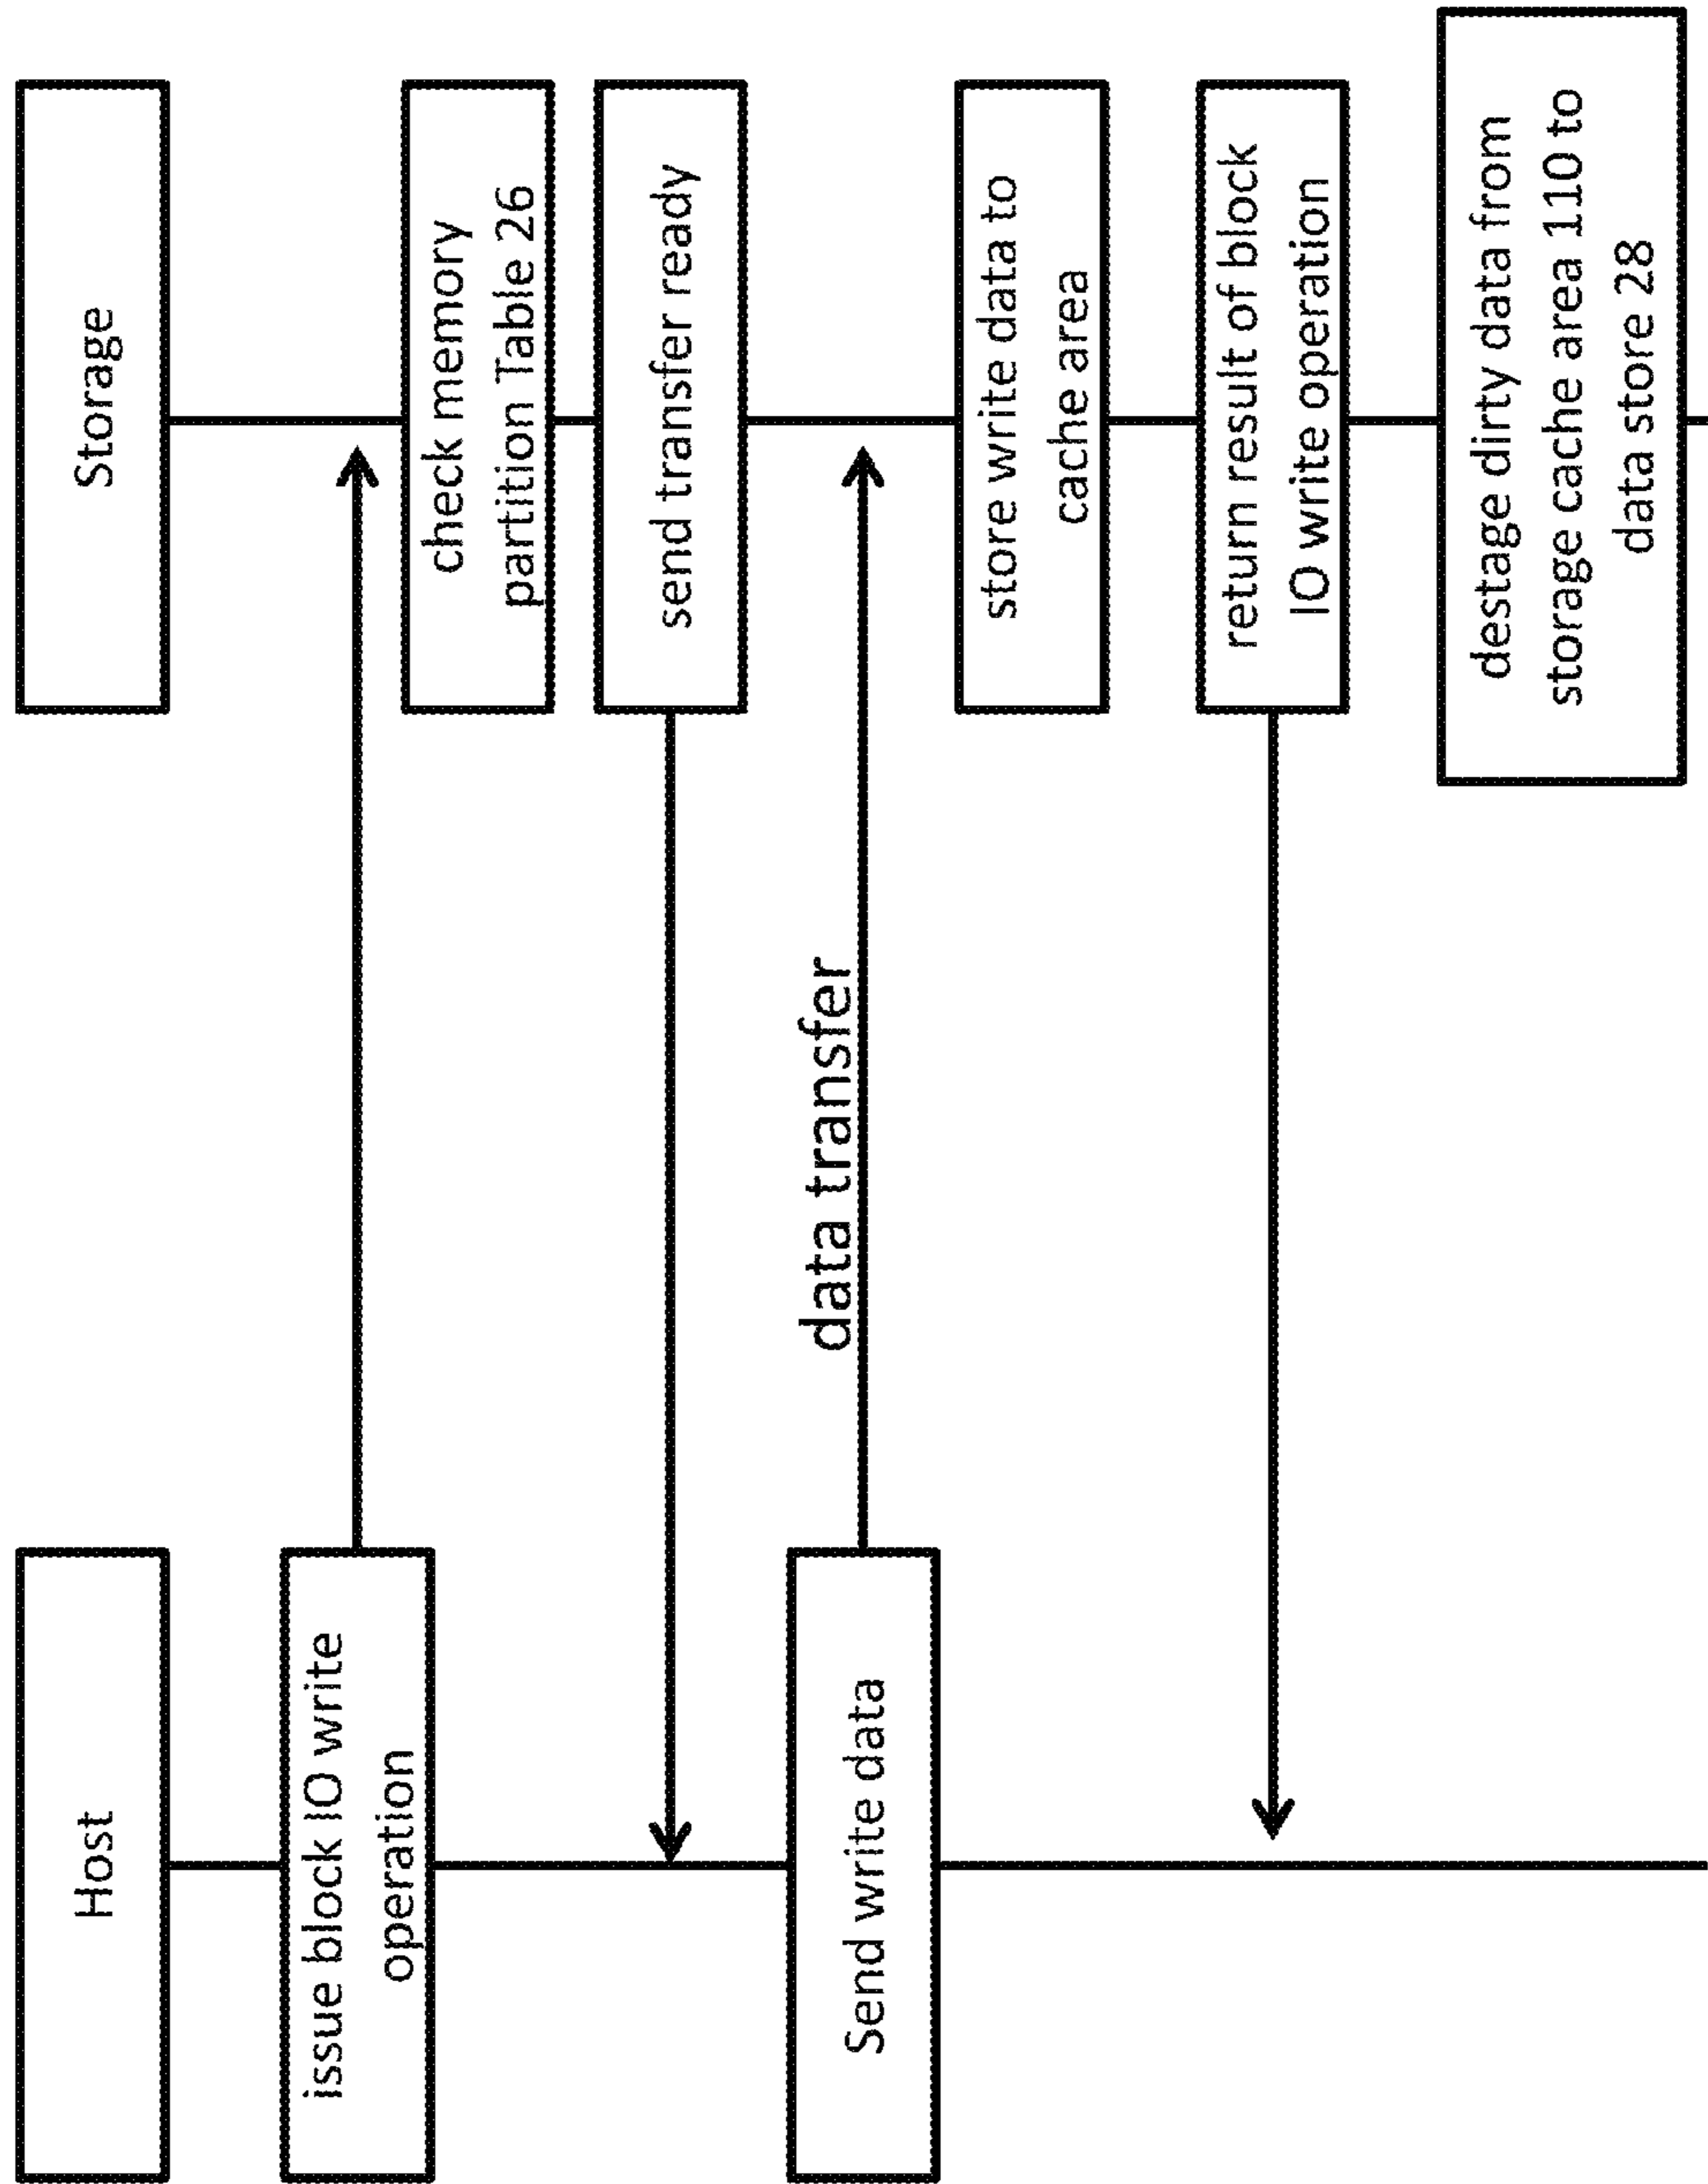 Host
Storage
issue block IO write
operation
check memory
partition Table 26
send transfer ready
Send write data
data transfer
store write data to
cache area
return result of block
IO write operation
destage dirty data from
storage cache area 110 to
data store 28